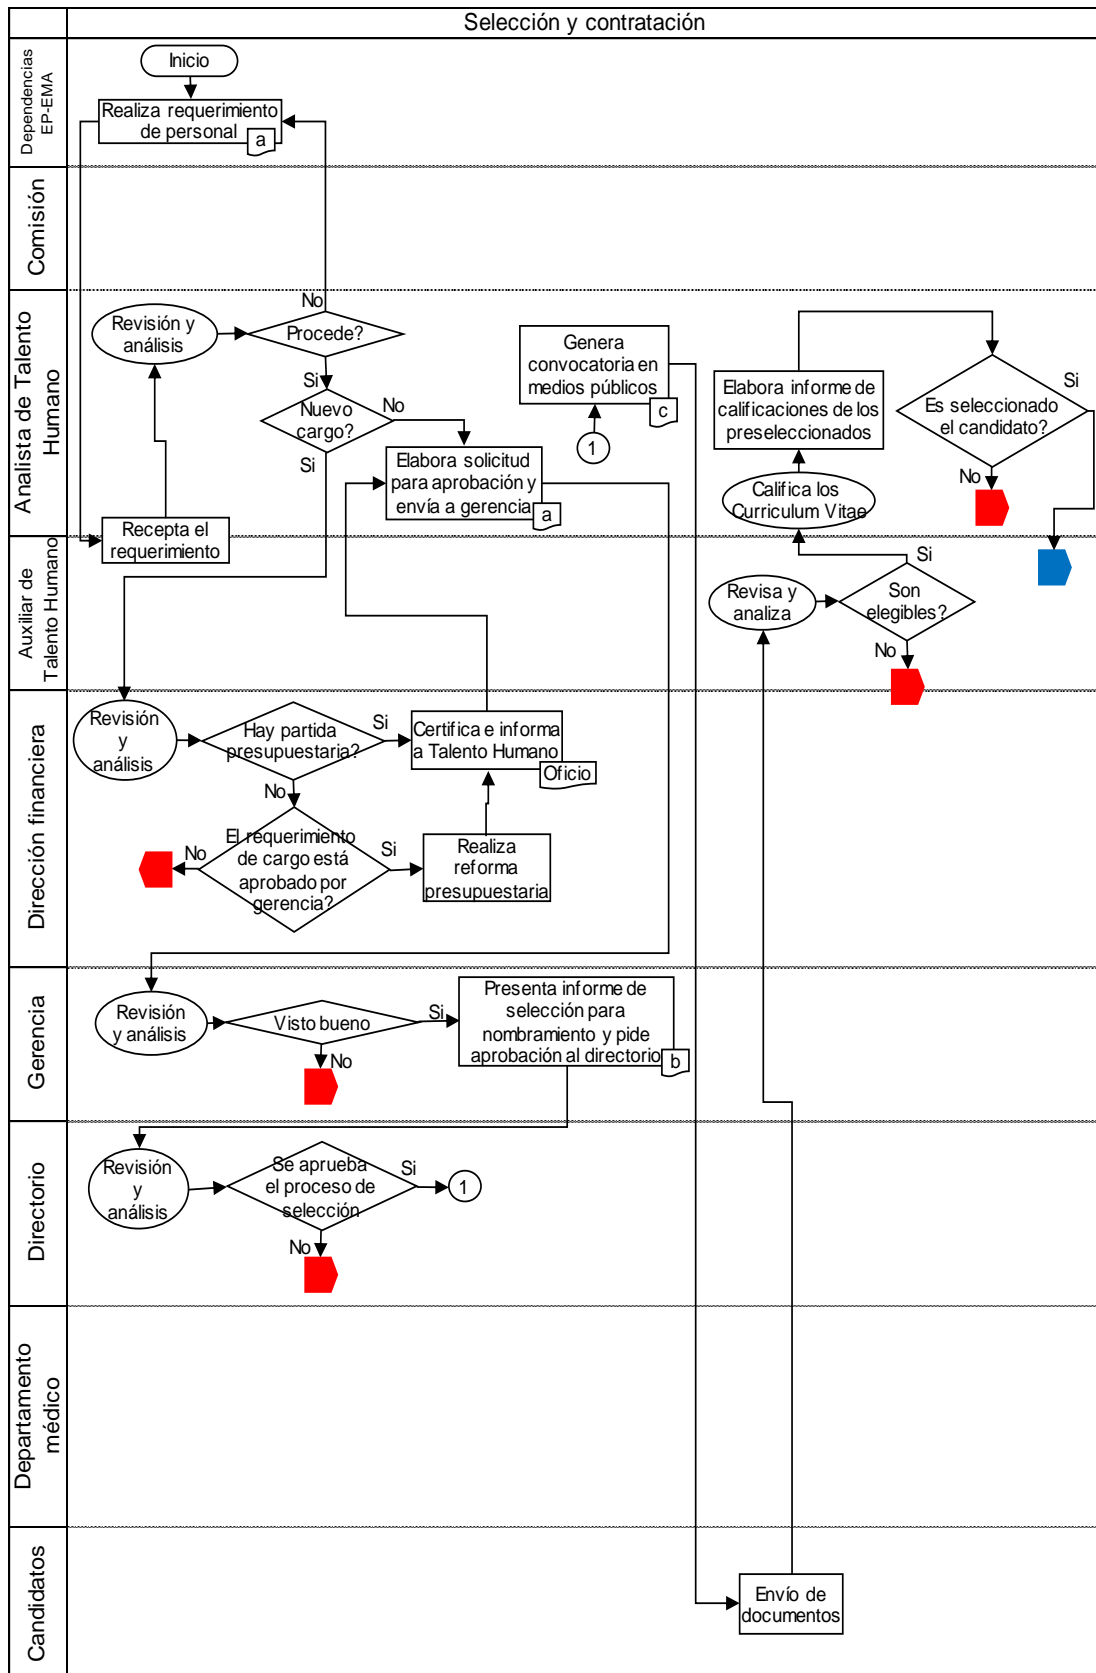 Selección y contratación
Dependencias
EP-EMA
Inicio
Realiza requerimiento
de personal
a
Comisión
Analista de Talento
Humano
Revisión y
análisis
No
Procede?
Si
Nuevo
cargo?
No
Si
Elabora solicitud
para aprobación y
envía a gerencia
a
Recepta el
requerimiento
Genera
convocatoria en
medios públicos
c
1
Elabora informe de
calificaciones de los
preseleccionados
Califica los
Curriculum Vitae
Es seleccionado
el candidato?
Si
No
Auxiliar de
Talento Humano
Revisa y
analiza
Son
elegibles?
Si
No
Dirección financiera
Revisión
y
análisis
Hay partida
presupuestaria?
Si
No
Certifica e informa
a Talento Humano
Oficio
El requerimiento
de cargo está
aprobado por
gerencia?
No
Si
Realiza
reforma
presupuestaria
Gerencia
Revisión
y análisis
Visto bueno
Si
No
Presenta informe de
selección para
nombramiento y pide
aprobación al directorio
b
Directorio
Revisión
y
análisis
Se aprueba
el proceso de
selección
Si
1
No
Departamento
médico
Candidatos
Envío de
documentos